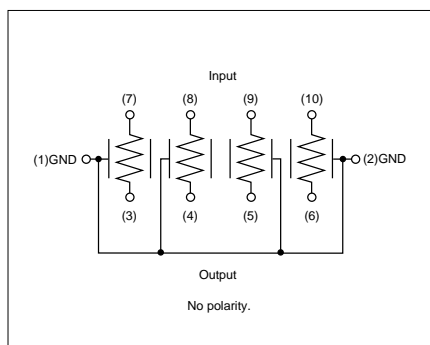 Input
(7) (8) (9) (10)
(1)GND (2)GND
(3) (4) (5) (6)
Output
No polarity.